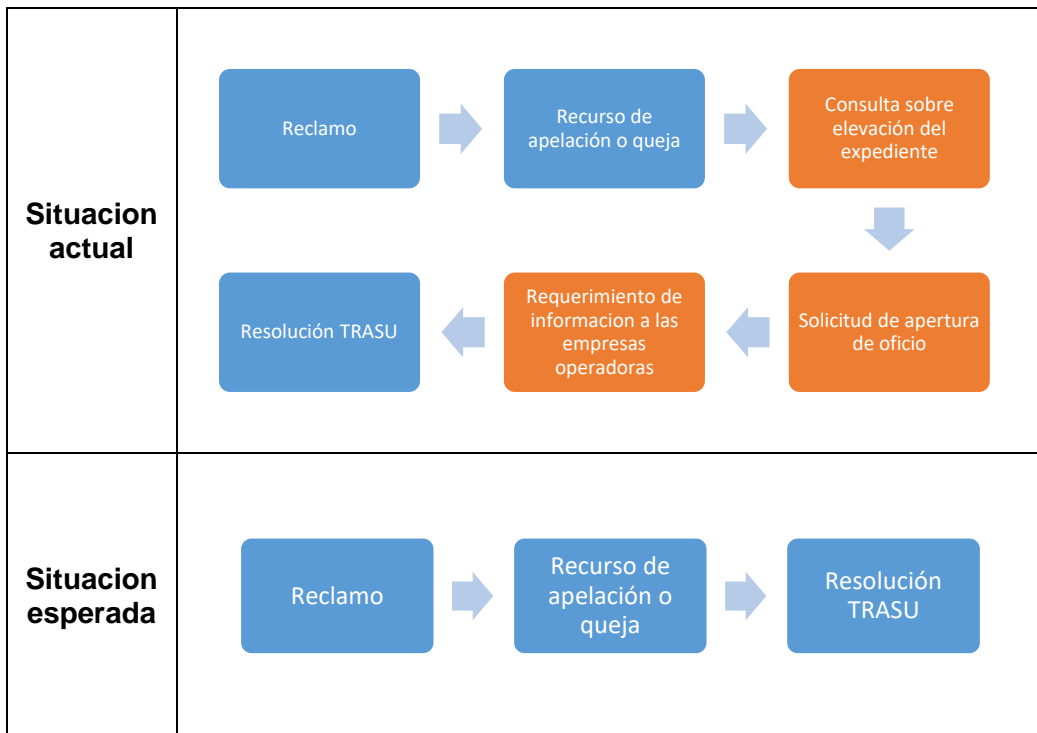 Situacion
actual
Reclamo
Recurso de
apelación o queja
Consulta sobre
elevación del
expediente
Solicitud de apertura
de oficio
Requerimiento de
informacion a las
empresas
operadoras
Resolución TRASU
Situacion
esperada
Reclamo
Recurso de
apelación o
queja
Resolución
TRASU